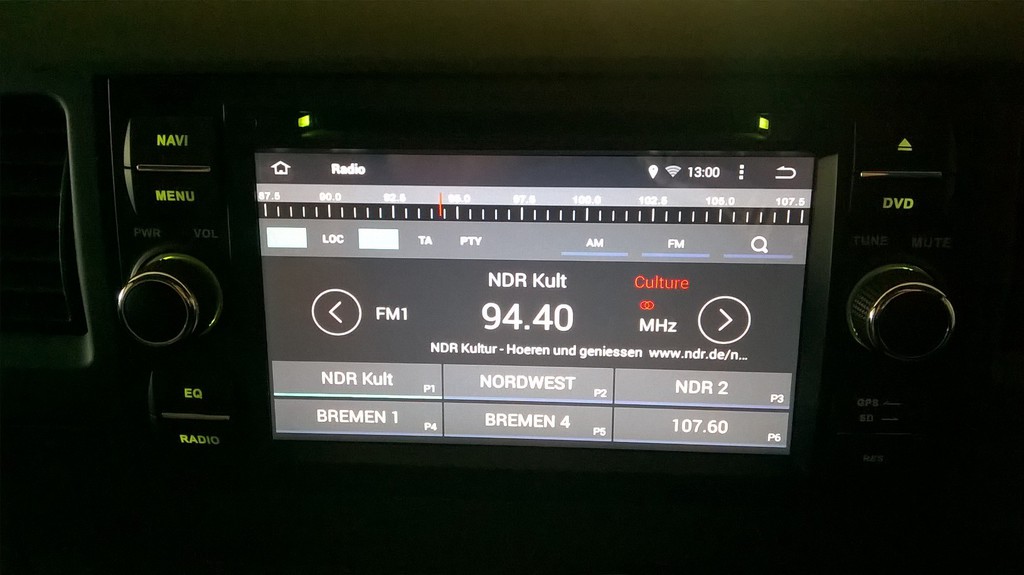 NAVI
MENU
PWR VOL
EQ
RADIO
Radio
13:00
87.5 90.0 92.5 95.0 97.5 100.0 102.5 105.0 107.5
LOC TA PTY AM FM
NDR Kult Culture
FM1 94.40 MHz
NDR Kultur - Hoeren und geniessen www.ndr.de/n...
NDR Kult P1 NORDWEST P2 NDR 2 P3
BREMEN 1 P4 BREMEN 4 P5 107.60 P6
DVD
TUNE MUTE
GPS
SD
RES